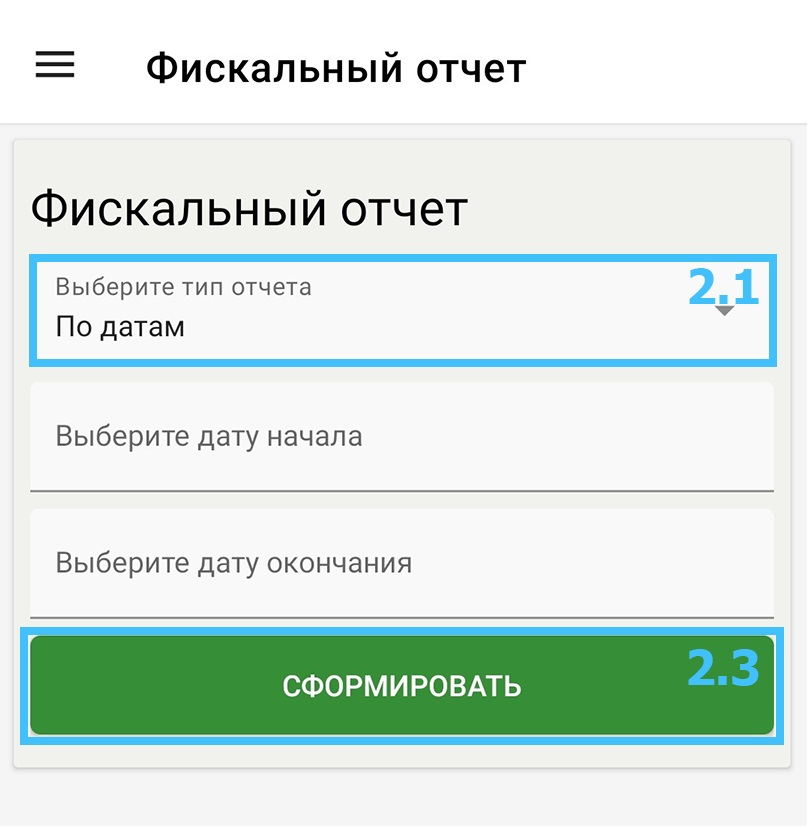 Фискальный отчет
Фискальный отчет
Выберите тип отчета
2.1
По датам
Выберите дату начала
Выберите дату окончания
СФОРМИРОВАТЬ
2.3